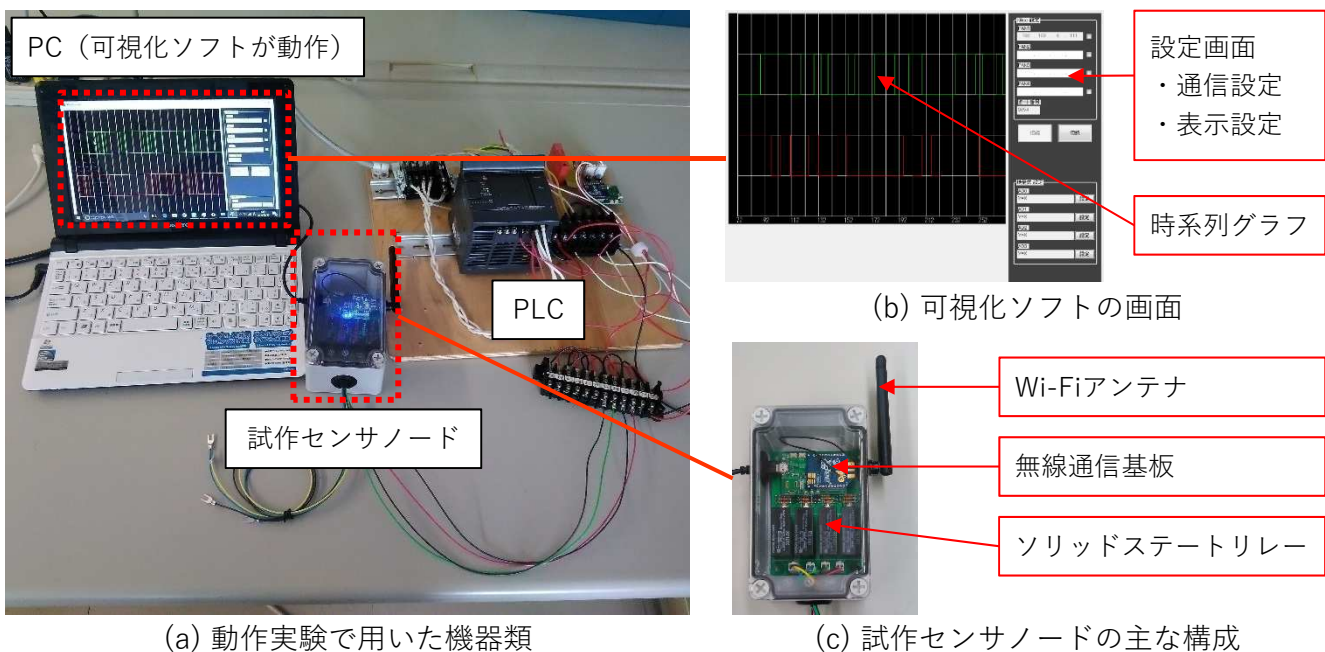 PC（可視化ソフトが動作）
PLC
試作センサノード
(a) 動作実験で用いた機器類
設定画面
・通信設定
・表示設定
時系列グラフ
(b) 可視化ソフトの画面
Wi-Fiアンテナ
無線通信基板
ソリッドステートリレー
(c) 試作センサノードの主な構成